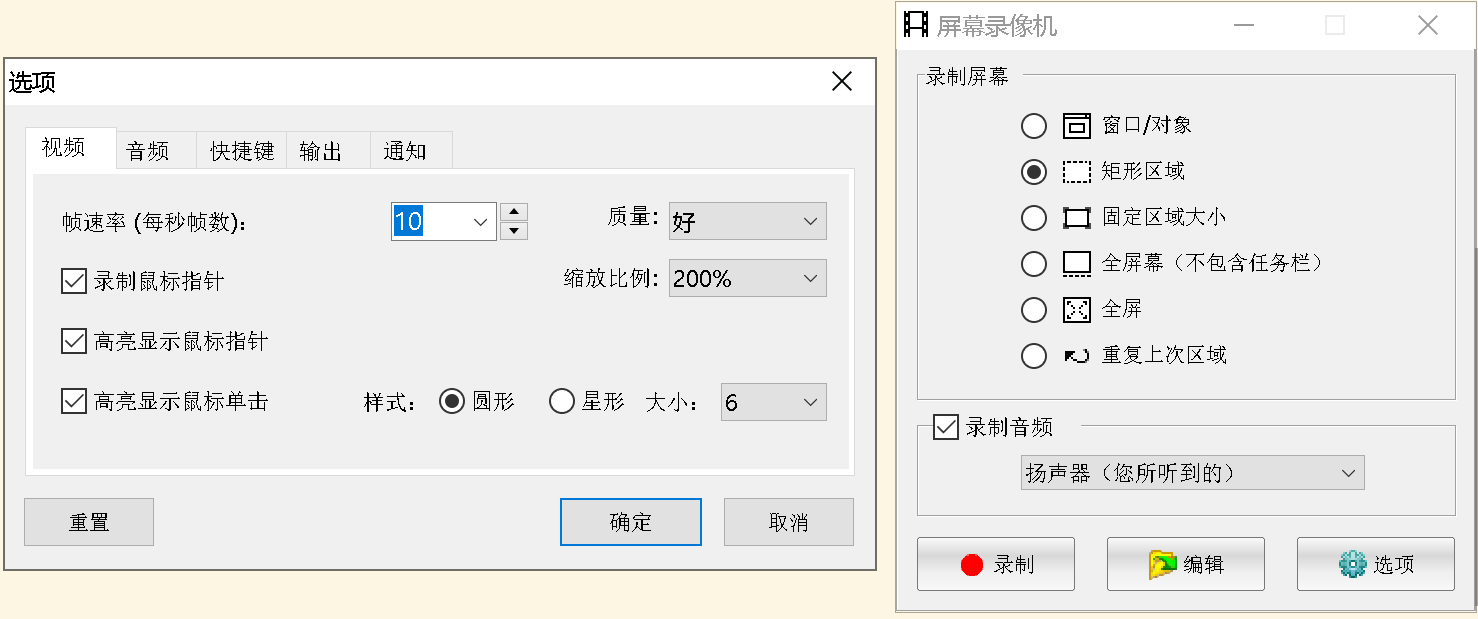 选项
视频 音频 快捷键 输出 通知
帧速率 (每秒帧数): 10 质量: 好
录制鼠标指针 缩放比例: 200%
高亮显示鼠标指针
高亮显示鼠标单击 样式: 圆形 星形 大小: 6
重置 确定 取消
屏幕录像机
录制屏幕
窗口/对象
矩形区域
固定区域大小
全屏幕（不包含任务栏）
全屏
重复上次区域
录制音频
扬声器（您所听到的）
录制 编辑 选项